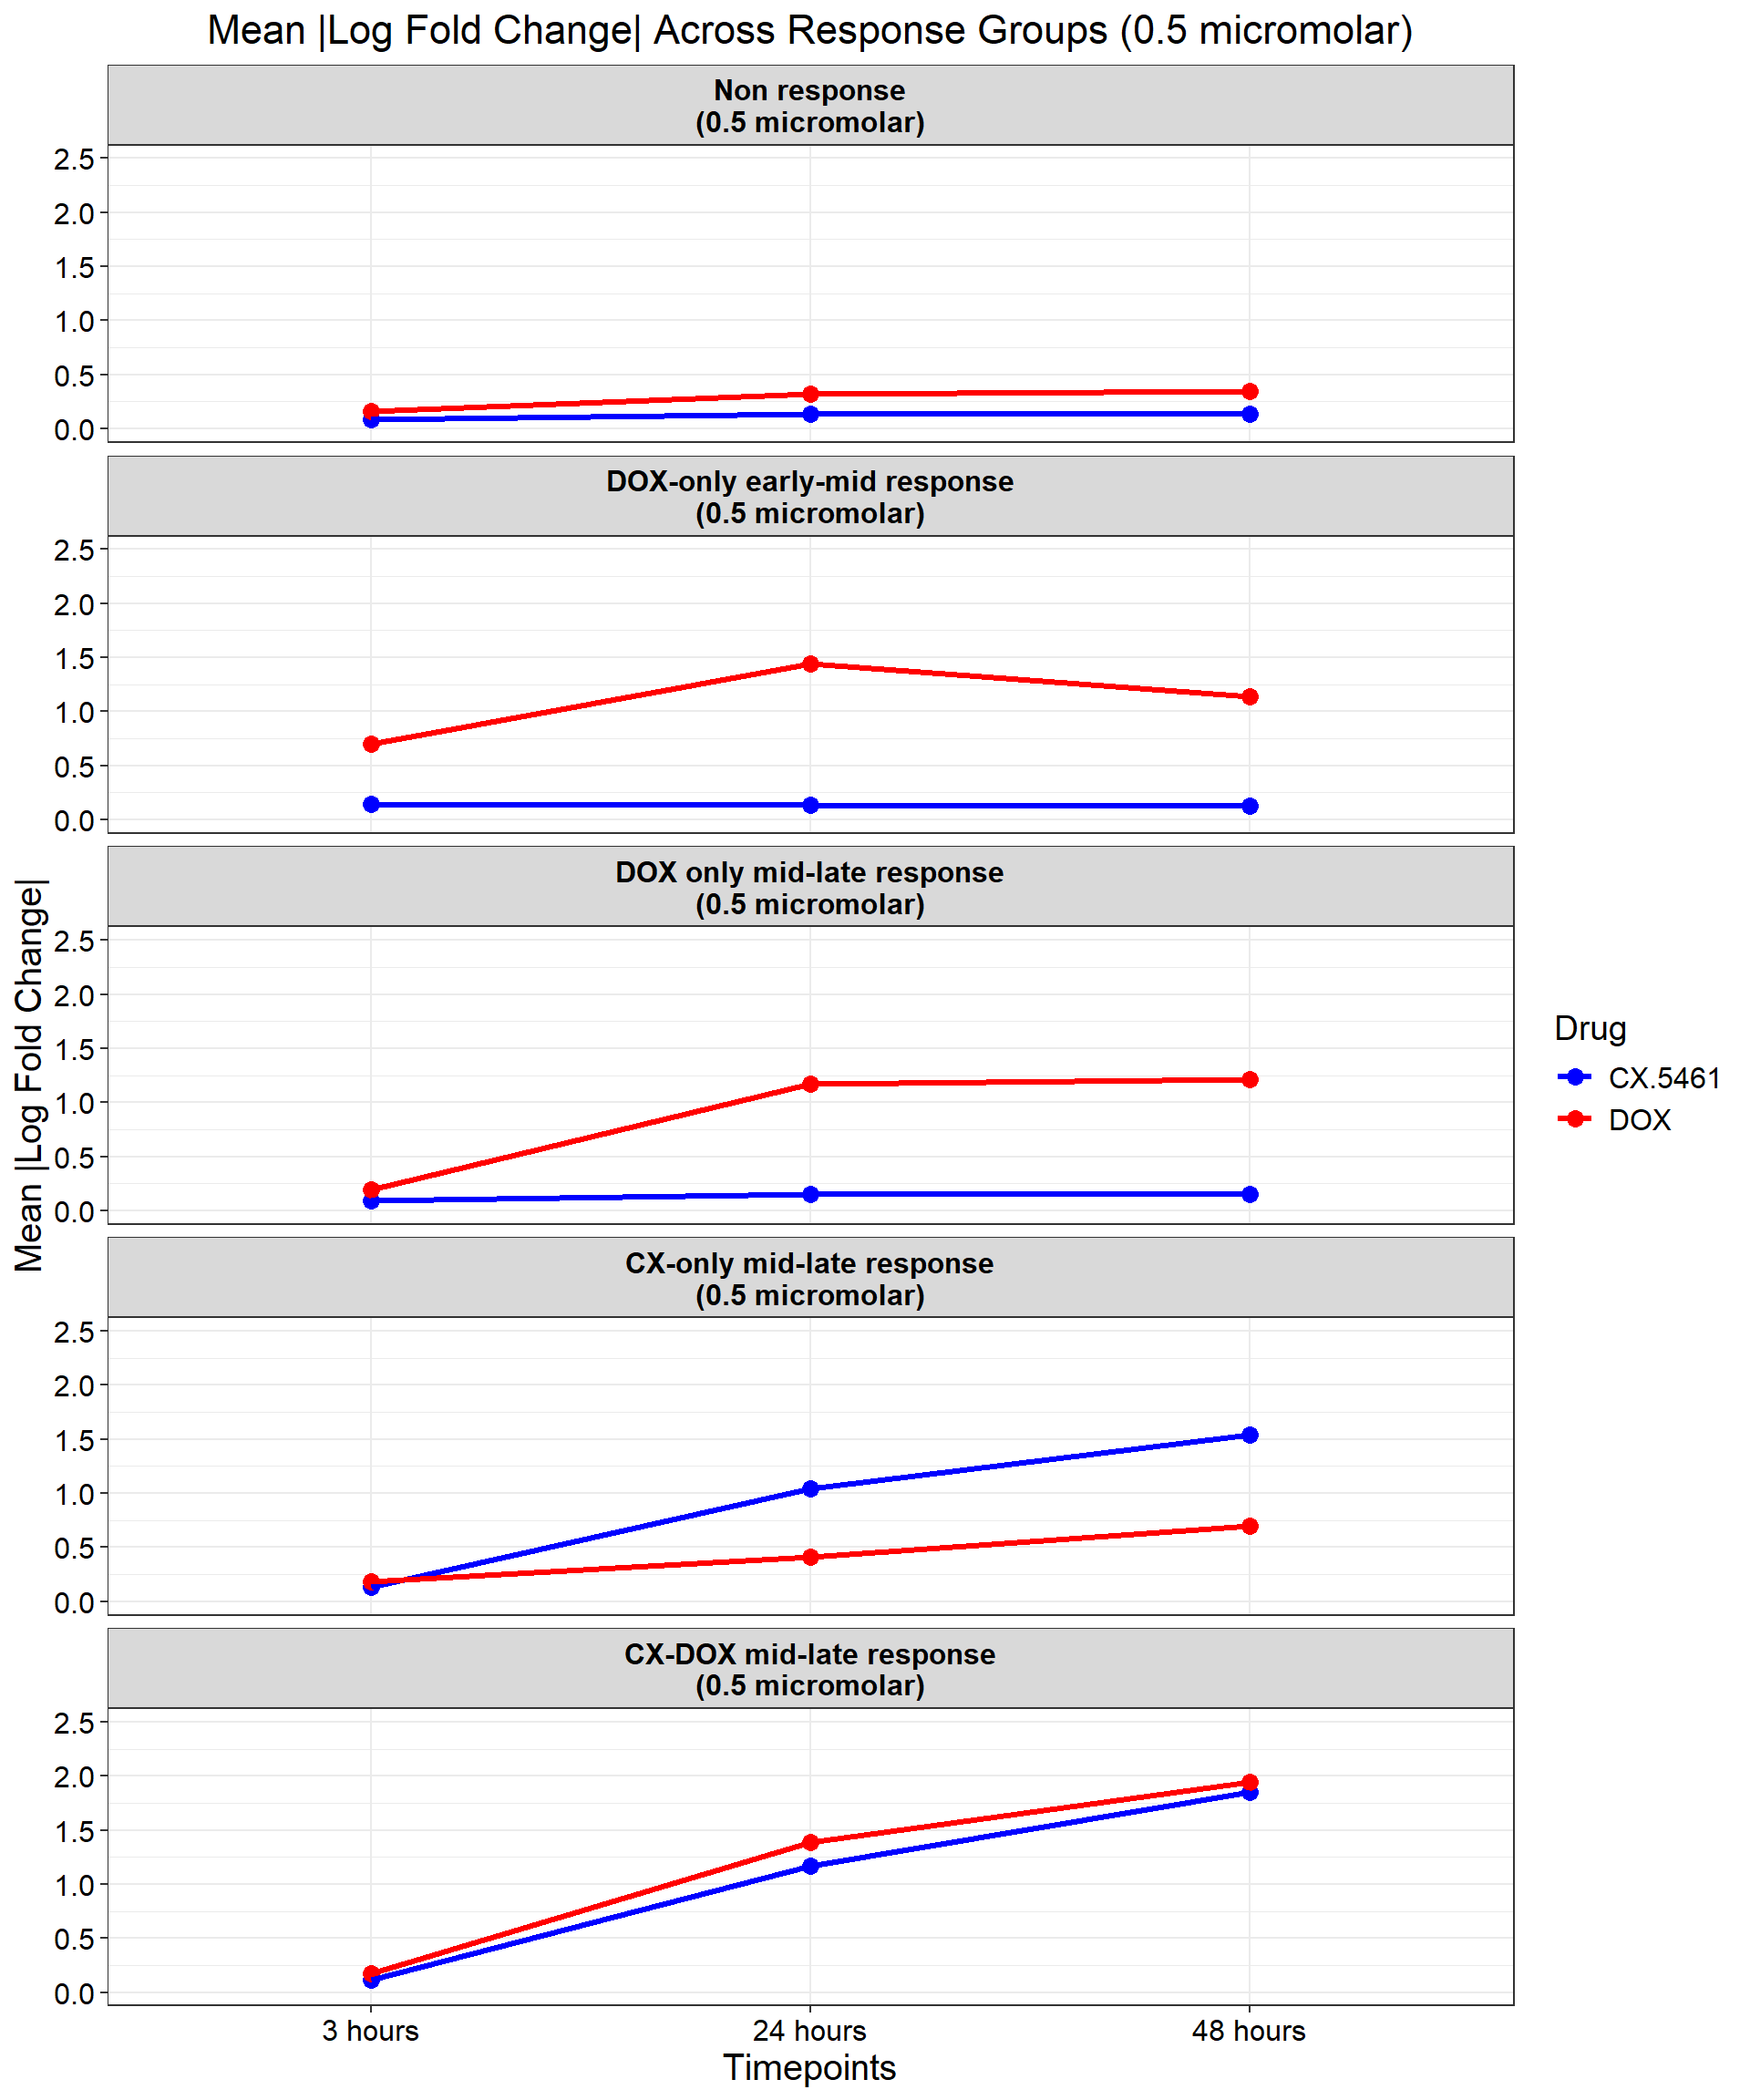 Mean |Log Fold Change| Across Response Groups (0.5 micromolar)
Non response
(0.5 micromolar)
2.5
2.0
1.5
1.0
0.5
0.0
DOX-only early-mid response
(0.5 micromolar)
2.5
2.0
1.5
1.0
0.5
0.0
DOX only mid-late response
(0.5 micromolar)
2.5
2.0
1.5
1.0
0.5
0.0
CX-only mid-late response
(0.5 micromolar)
2.5
2.0
1.5
1.0
0.5
0.0
CX-DOX mid-late response
(0.5 micromolar)
2.5
2.0
1.5
1.0
0.5
0.0
3 hours
24 hours
48 hours
Timepoints
Mean |Log Fold Change|
Drug
CX.5461
DOX